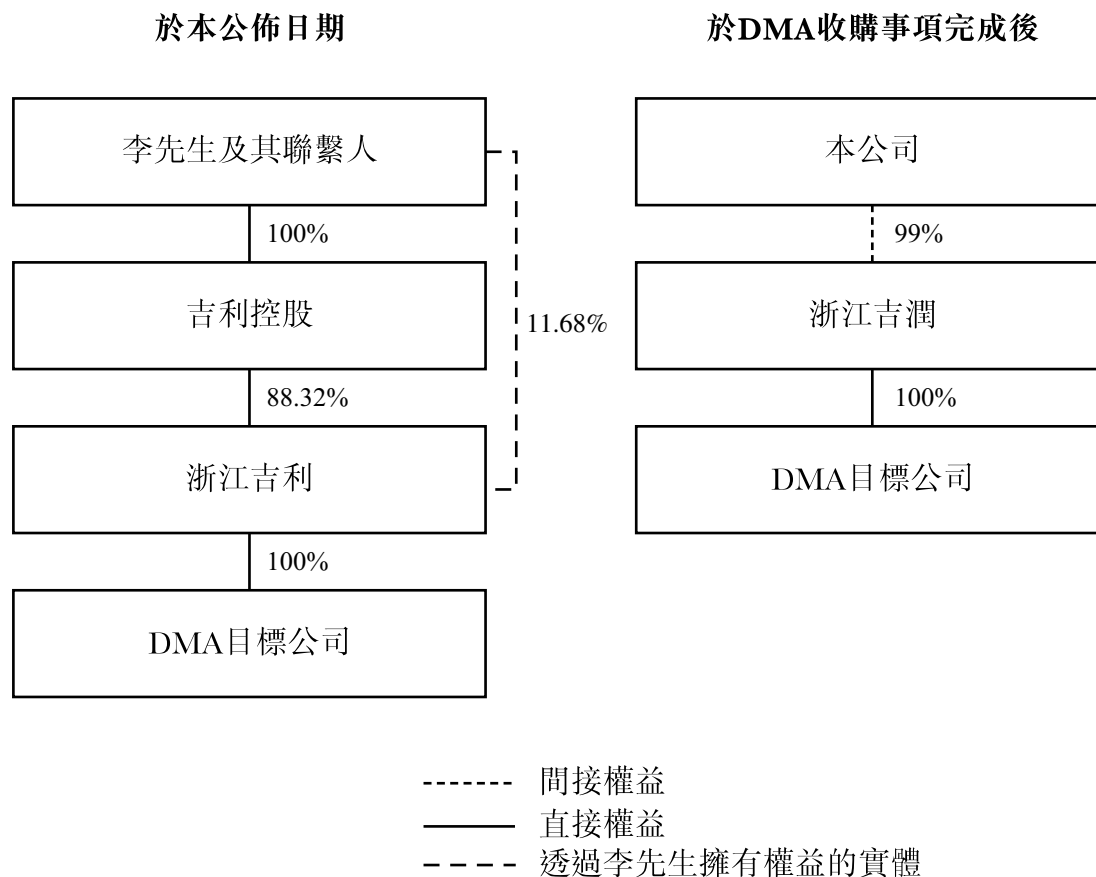 於本公佈日期
李先生及其聯繫人
100%
吉利控股
11.68%
88.32%
浙江吉利
100%
DMA目標公司
於DMA收購事項完成後
本公司
99%
浙江吉潤
100%
DMA目標公司
間接權益
直接權益
透過李先生擁有權益的實體